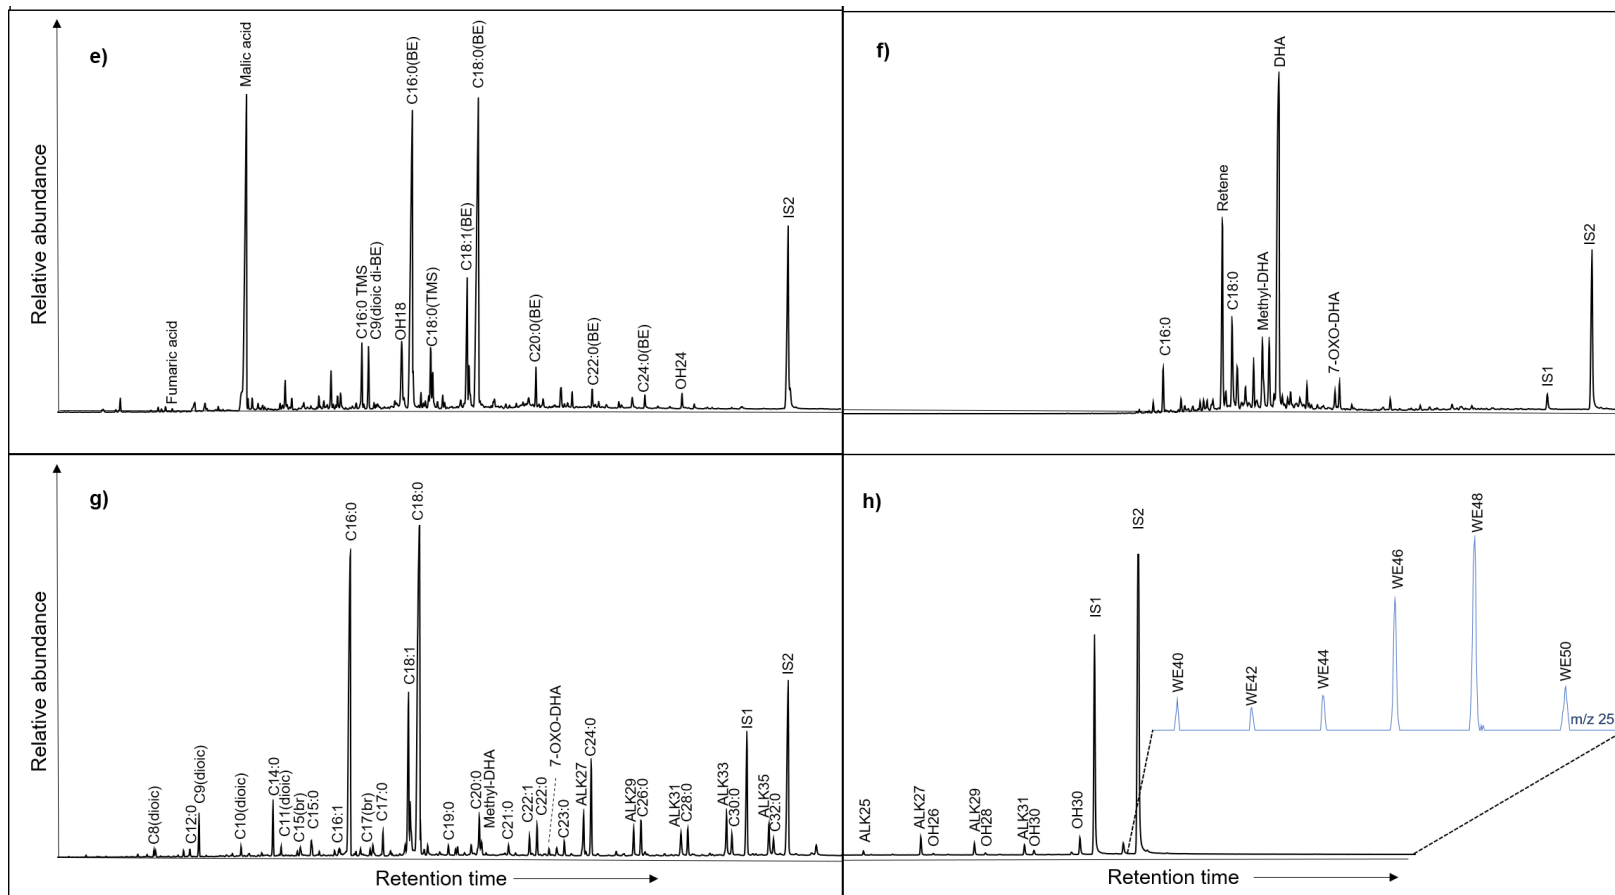 e)
Relative abundance
Fumaric acid
Malic acid
C16:0 TMS
C9(dioic di-BE)
OH18
C16:0(BE)
C18:0(TMS)
C18:1(BE)
C18:0(BE)
C20:0(BE)
C22:0(BE)
C24:0(BE)
OH24
IS2
f)
C16:0
Retene
C18:0
Methyl-DHA
DHA
7-OXO-DHA
IS1
IS2
g)
Relative abundance
C8(dioic)
C12:0
C9(dioic)
C10(dioic)
C14:0
C11(dioic)
C15(br)
C15:0
C16:1
C16:0
C17(br)
C17:0
C18:1
C18:0
C19:0
C20:0
Methyl-DHA
C21:0
C22:1
C22:0
7-OXO-DHA
C23:0
ALK27
C24:0
ALK29
C26:0
ALK31
C28:0
ALK33
C30:0
IS1
ALK35
C32:0
IS2
Retention time
h)
ALK25
ALK27
OH26
ALK29
OH28
ALK31
OH30
OH30
IS1
IS2
WE40
WE42
WE44
WE46
WE48
WE50
m/z 25
Retention time